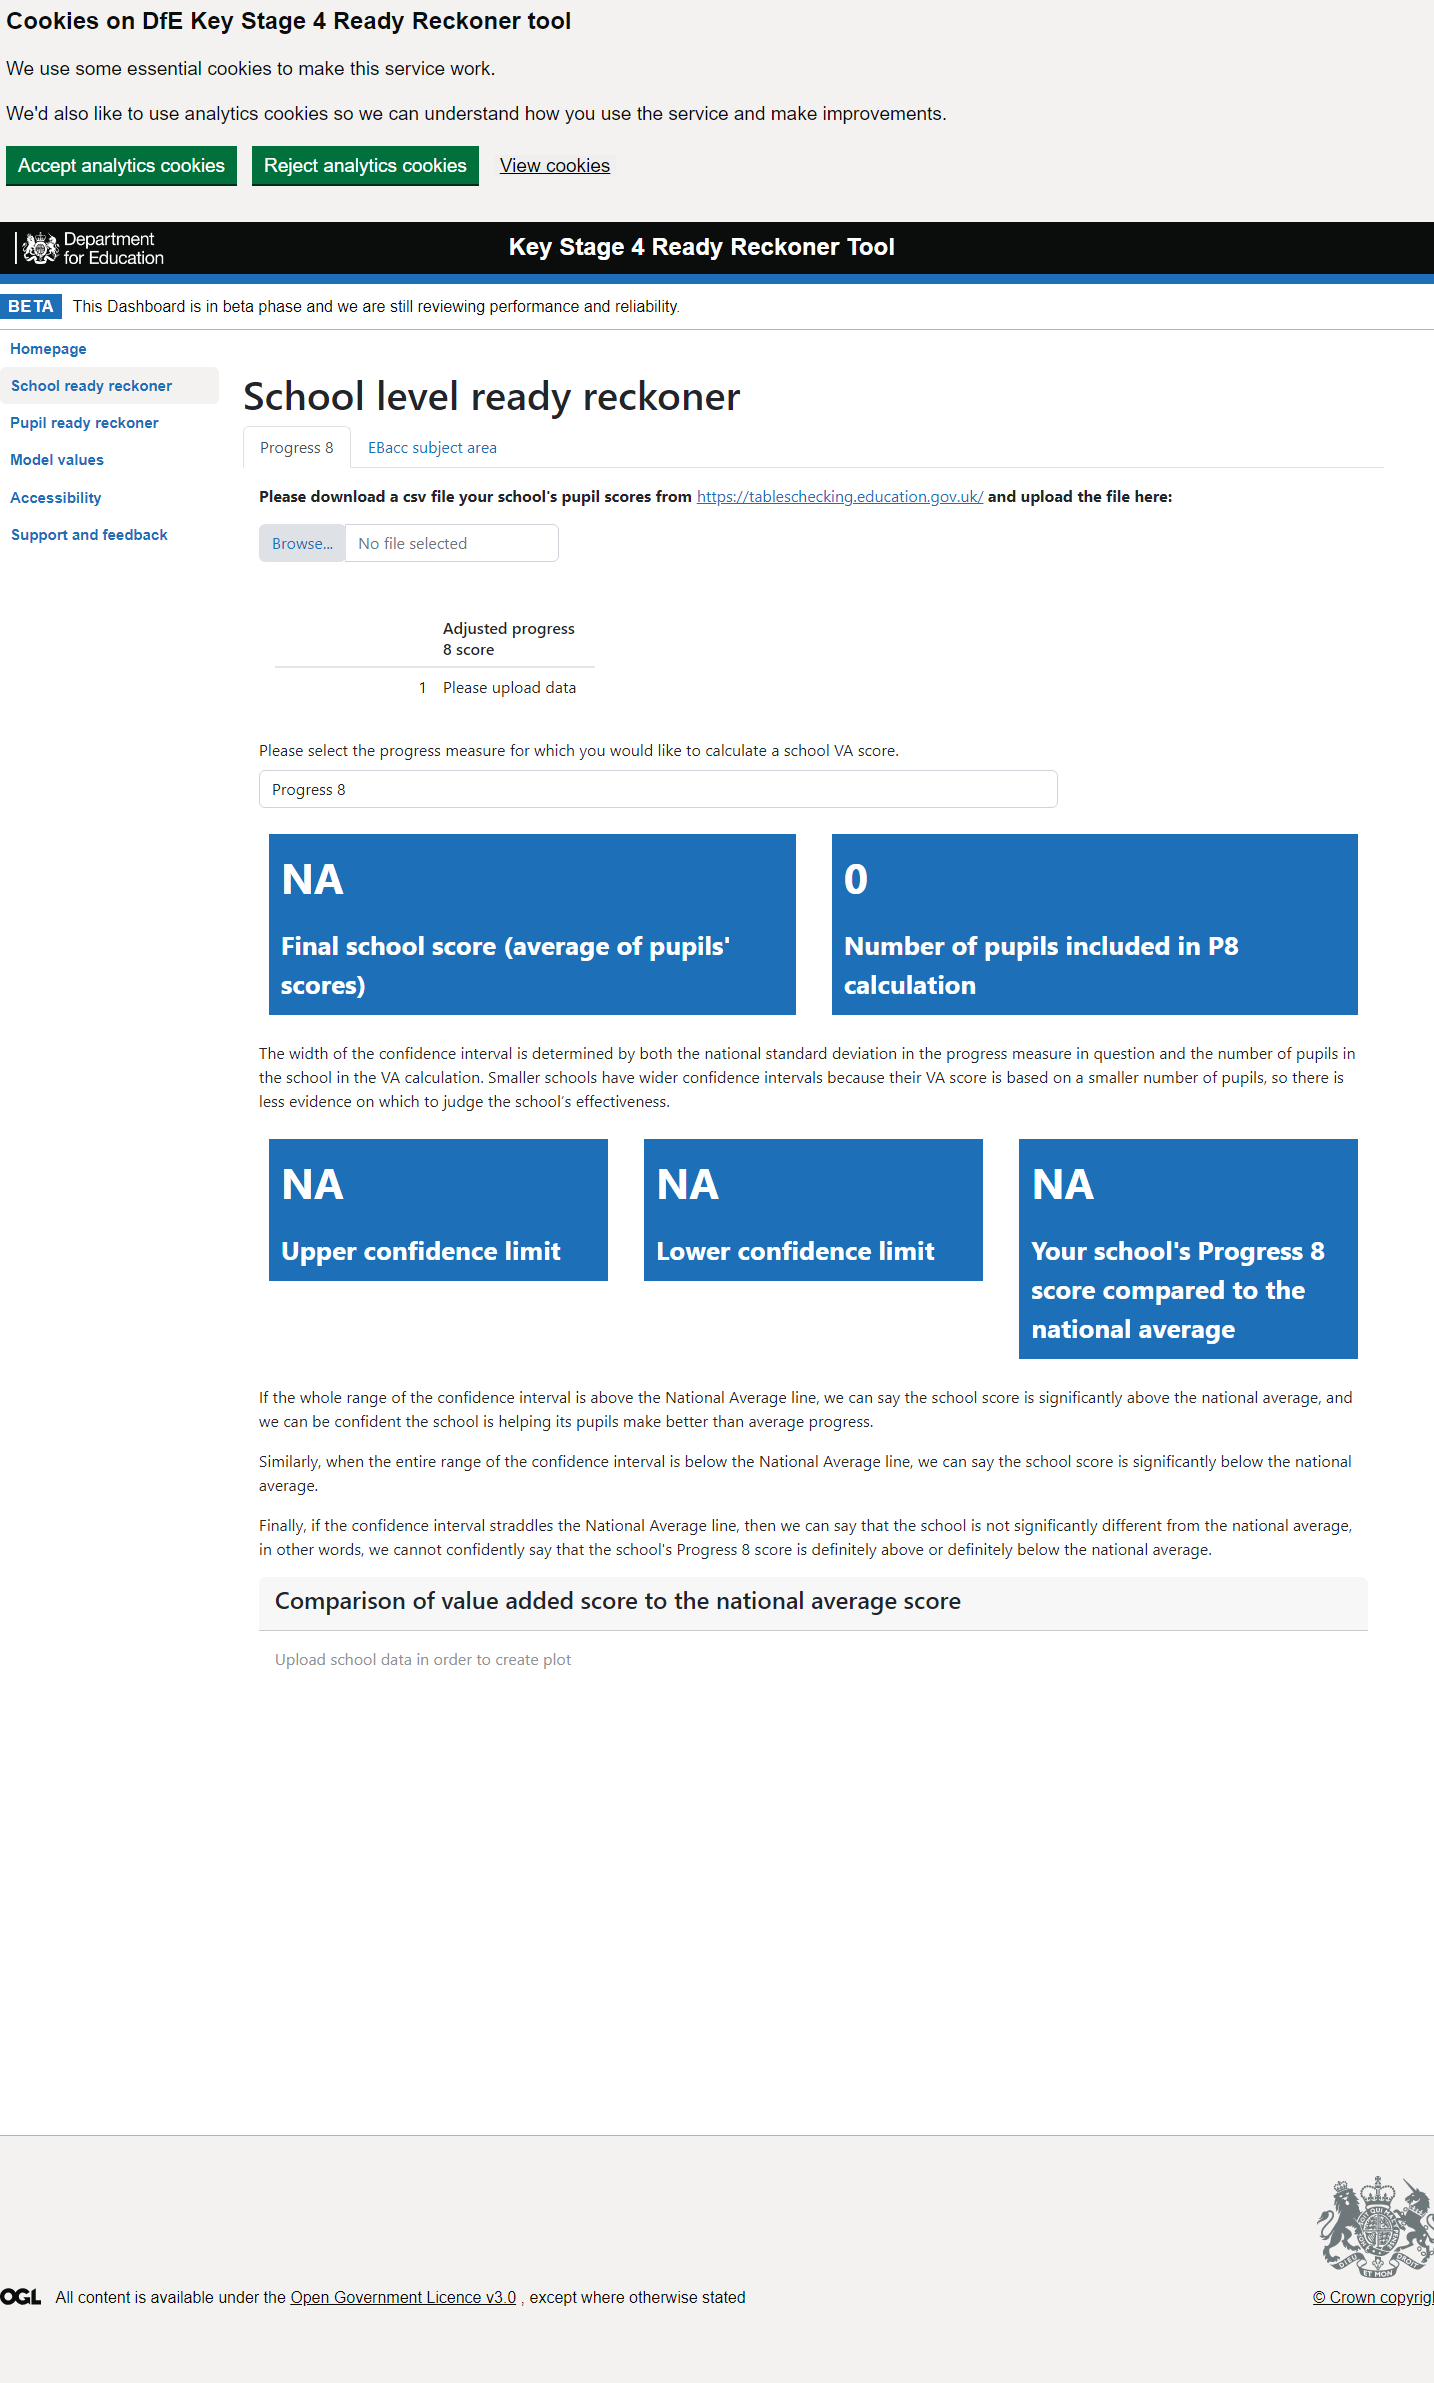 Cookies on DfE Key Stage 4 Ready Reckoner tool
We use some essential cookies to make this service work.
We'd also like to use analytics cookies so we can understand how you use the service and make improvements.
Accept analytics cookies Reject analytics cookies View cookies
Department
for Education
Key Stage 4 Ready Reckoner Tool
BETA This Dashboard is in beta phase and we are still reviewing performance and reliability.
Homepage
School ready reckoner
Pupil ready reckoner
Model values
Accessibility
Support and feedback
School level ready reckoner
Progress 8 EBacc subject area
Please download a csv file your school's pupil scores from https://tableschecking.education.gov.uk/ and upload the file here:
Browse... No file selected
Adjusted progress
8 score
1 Please upload data
Please select the progress measure for which you would like to calculate a school VA score.
Progress 8
NA
Final school score (average of pupils'
scores)
0
Number of pupils included in P8
calculation
The width of the confidence interval is determined by both the national standard deviation in the progress measure in question and the number of pupils in
the school in the VA calculation. Smaller schools have wider confidence intervals because their VA score is based on a smaller number of pupils, so there is
less evidence on which to judge the school's effectiveness.
NA
Upper confidence limit
NA
Lower confidence limit
NA
Your school's Progress 8
score compared to the
national average
If the whole range of the confidence interval is above the National Average line, we can say the school score is significantly above the national average, and
we can be confident the school is helping its pupils make better than average progress.
Similarly, when the entire range of the confidence interval is below the National Average line, we can say the school score is significantly below the national
average.
Finally, if the confidence interval straddles the National Average line, then we can say that the school is not significantly different from the national average,
in other words, we cannot confidently say that the school's Progress 8 score is definitely above or definitely below the national average.
Comparison of value added score to the national average score
Upload school data in order to create plot
OGL All content is available under the Open Government Licence v3.0 , except where otherwise stated
© Crown copyrig